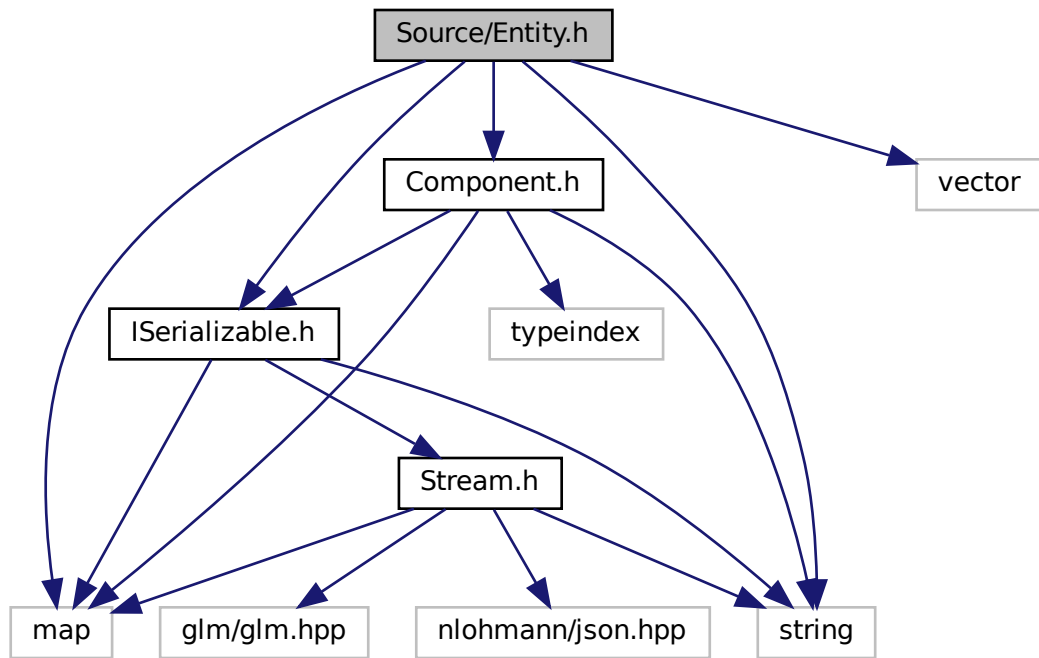 Source/Entity.h
Component.h
vector
ISerializable.h
typeindex
Stream.h
map
glm/glm.hpp
nlohmann/json.hpp
string